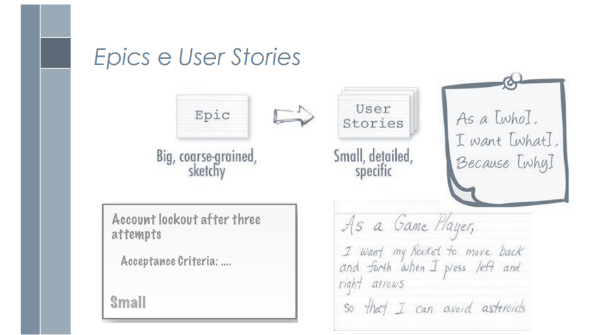 Epics e User Stories
Epic
User
Stories
Big, coarse-grained,
sketchy
Small, detailed,
specific
As a [who],
I want [what],
Because [why]
Account lockout after three
attempts
Acceptance Criteria: ....
Small
As a Game Player,
I want my Rocket to move back
and forth when I press left and
right arrows
so that I can avoid asteroids